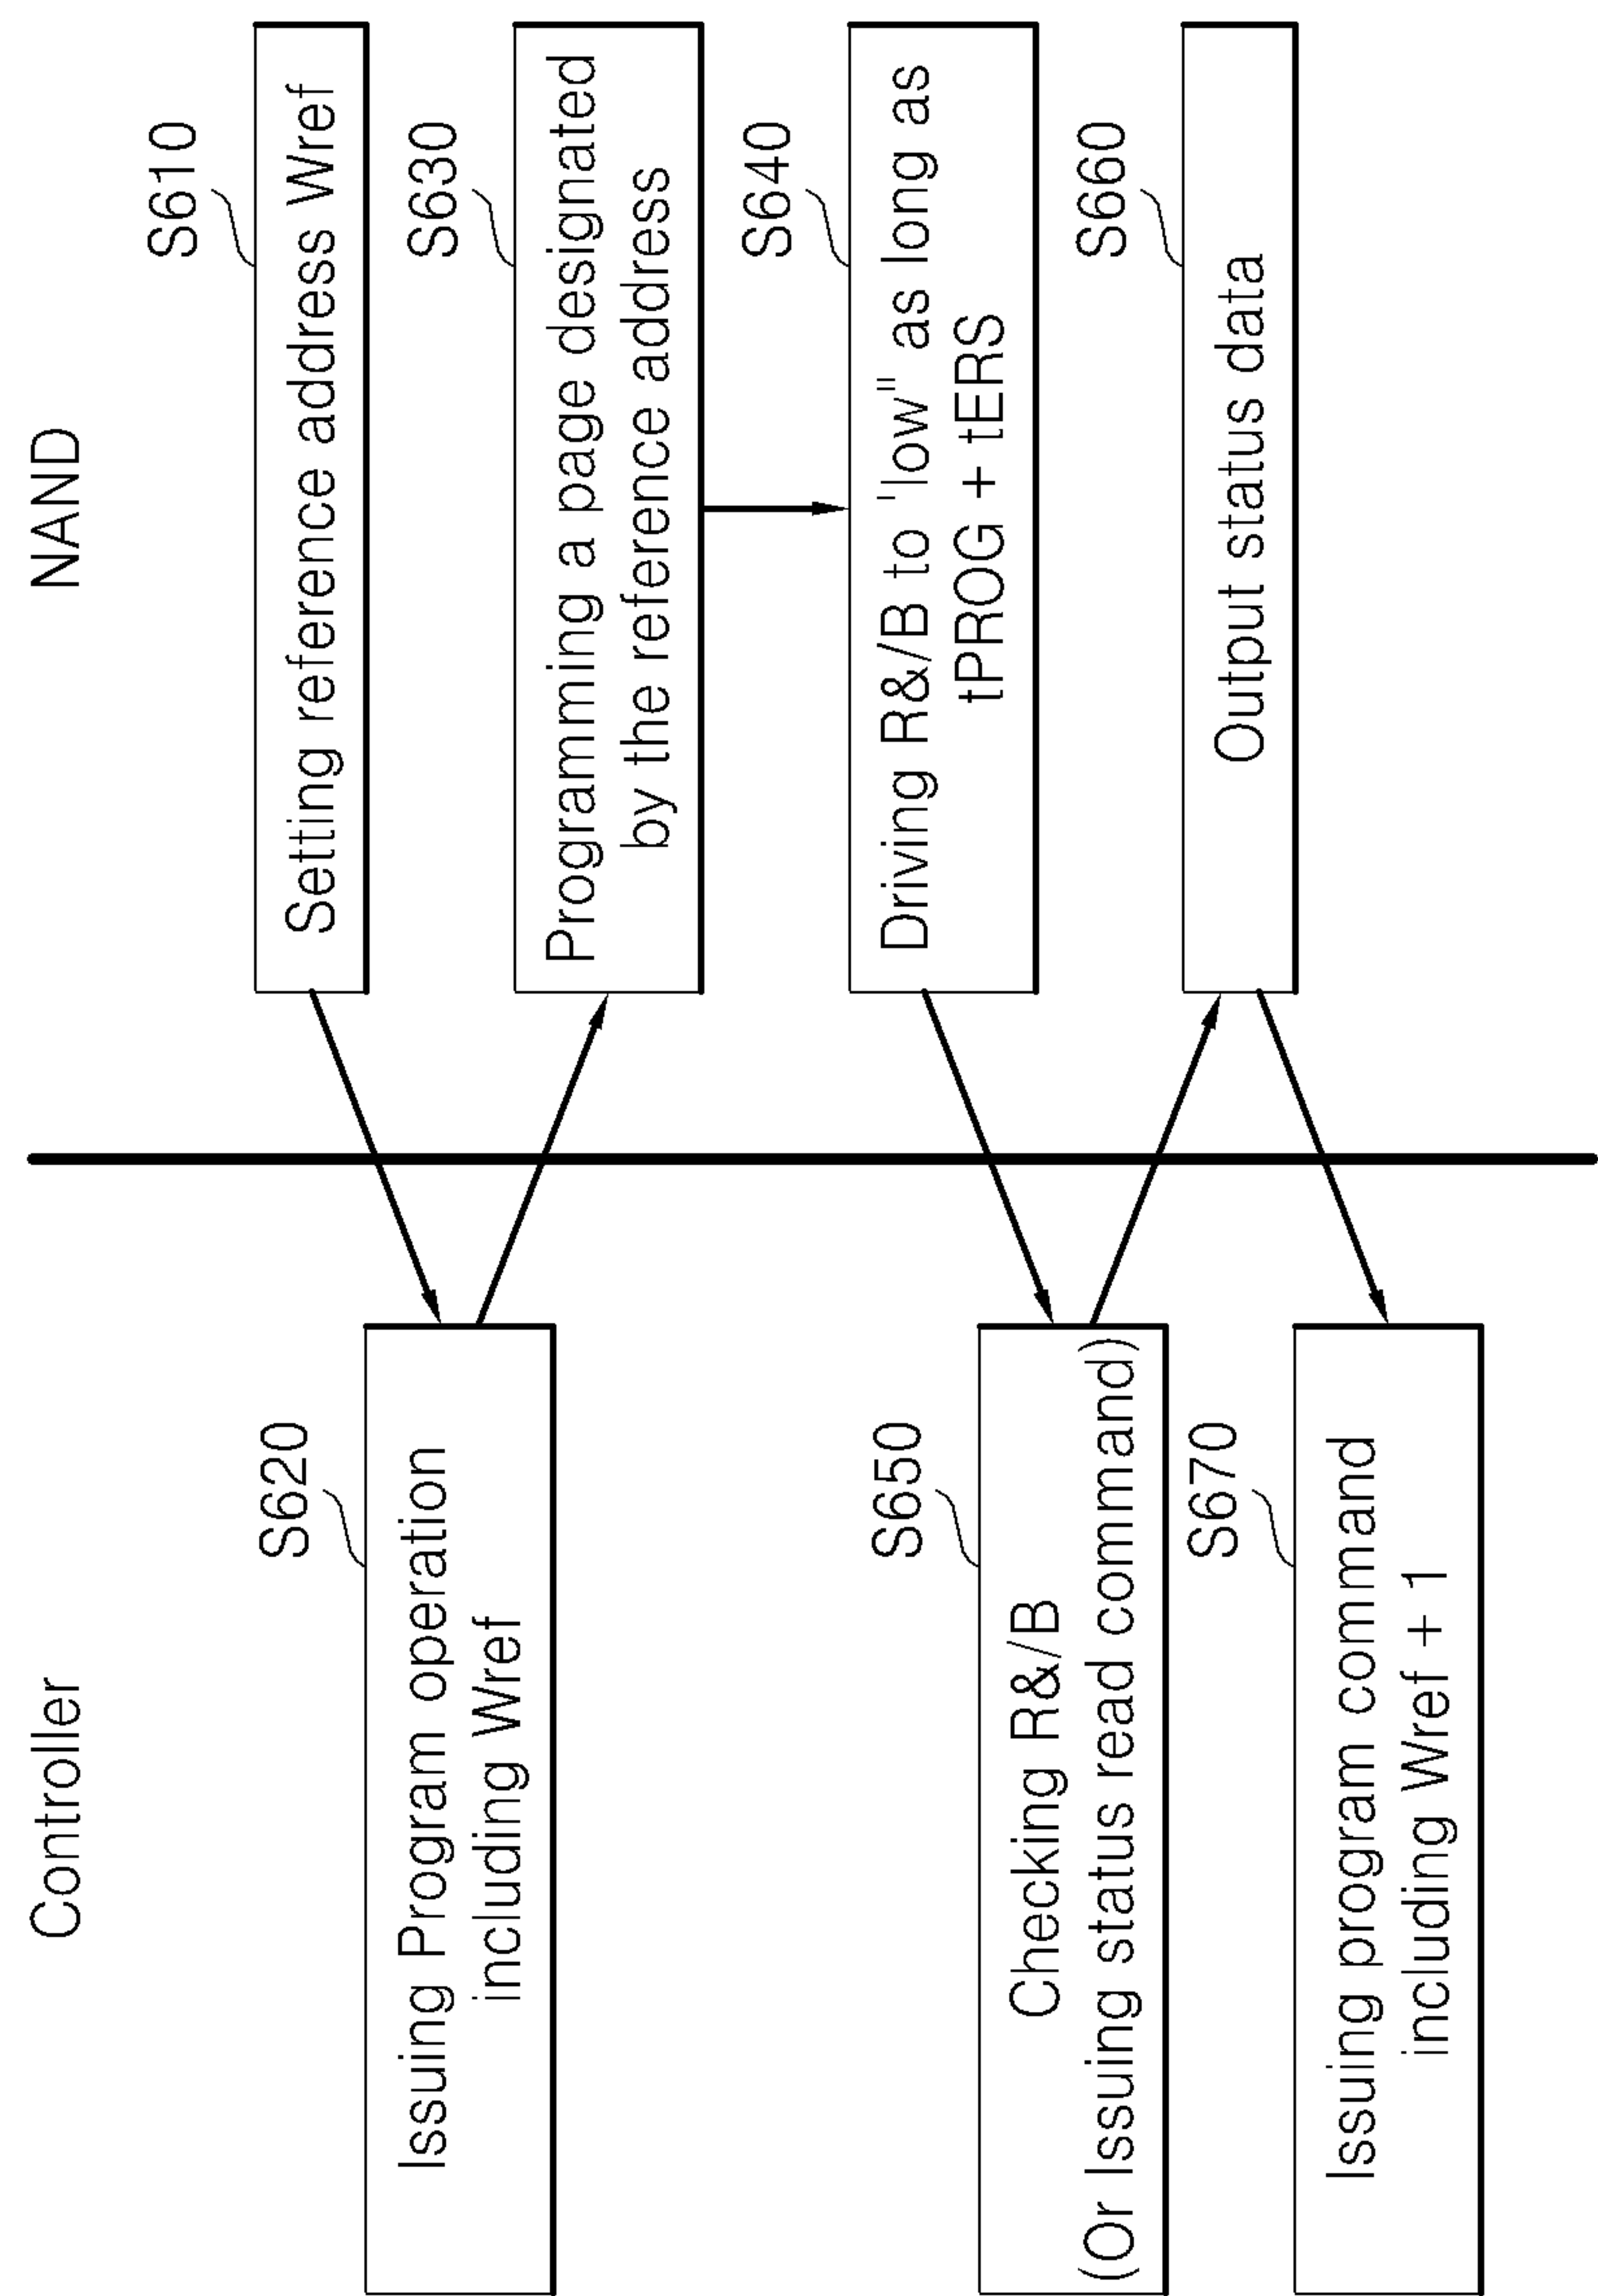 Controller
NAND
S610
Setting reference address Wref
S620
Issuing Program operation
including Wref
S630
Programming a page designated
by the reference address
S640
Driving R&/B to "low" as long as
tPROG + tERS
S650
Checking R&/B
(Or Issuing status read command)
S660
Output status data
S670
Issuing program command
including Wref + 1